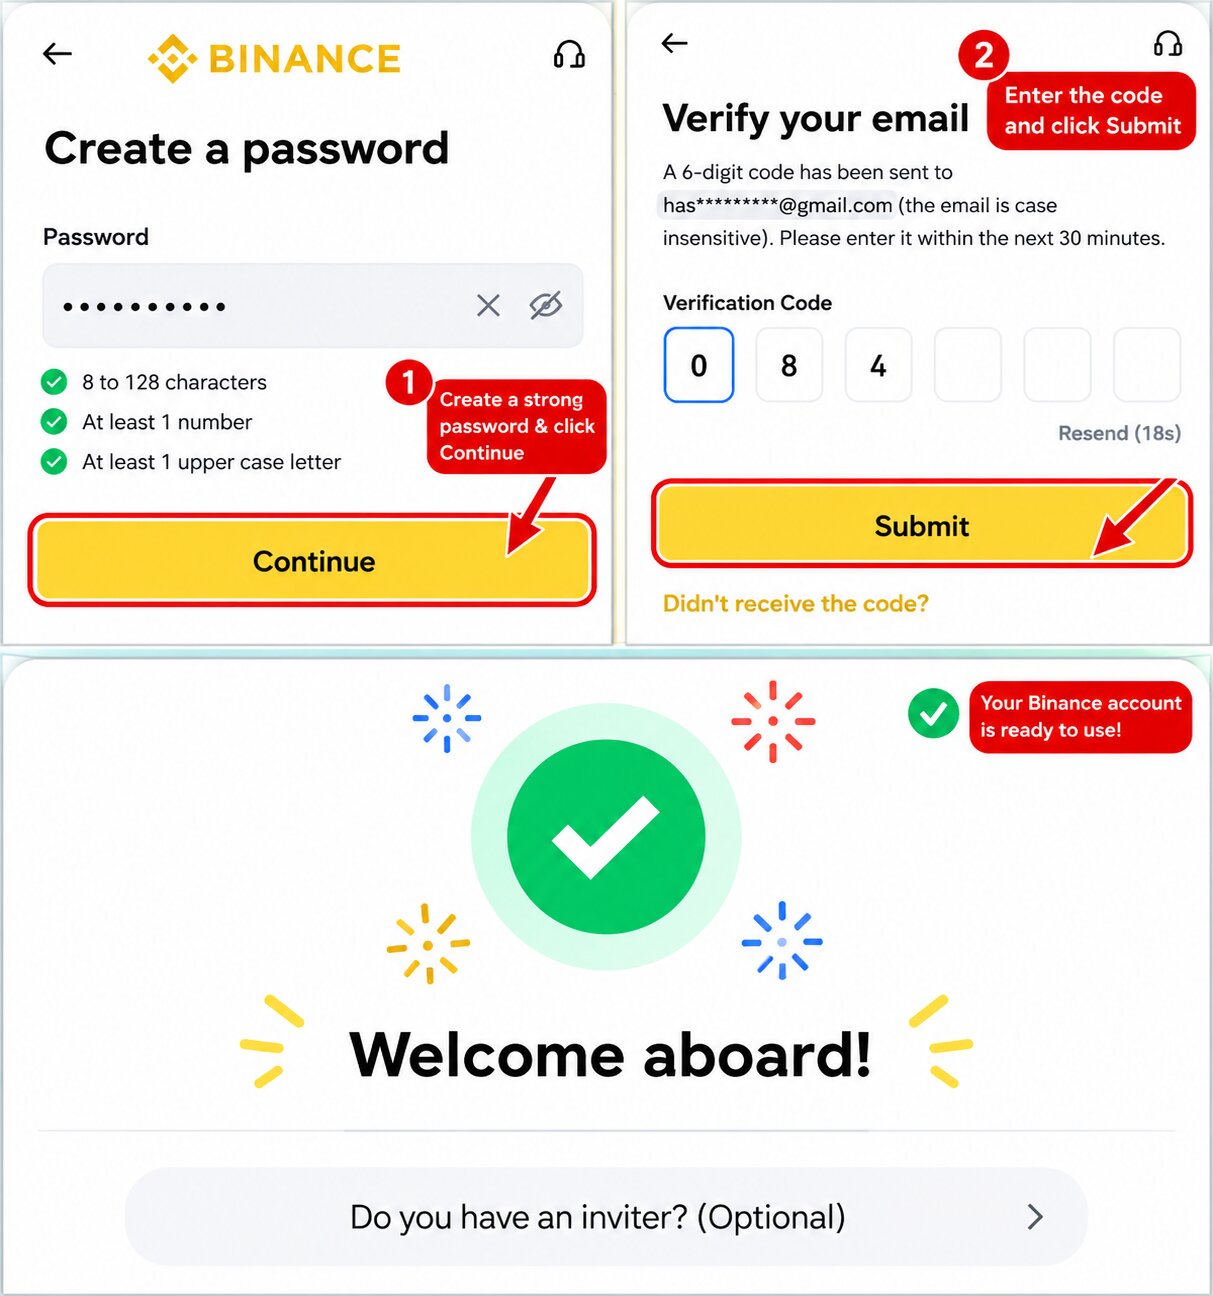 BINANCE
Create a password
Password
8 to 128 characters
At least 1 number
At least 1 upper case letter
1
Create a strong
password & click
Continue
Continue
2
Enter the code
and click Submit
Verify your email
A 6-digit code has been sent to
has*********@gmail.com (the email is case
insensitive). Please enter it within the next 30 minutes.
Verification Code
0 8 4
Resend (18s)
Submit
Didn't receive the code?
Your Binance account
is ready to use!
Welcome aboard!
Do you have an inviter? (Optional)